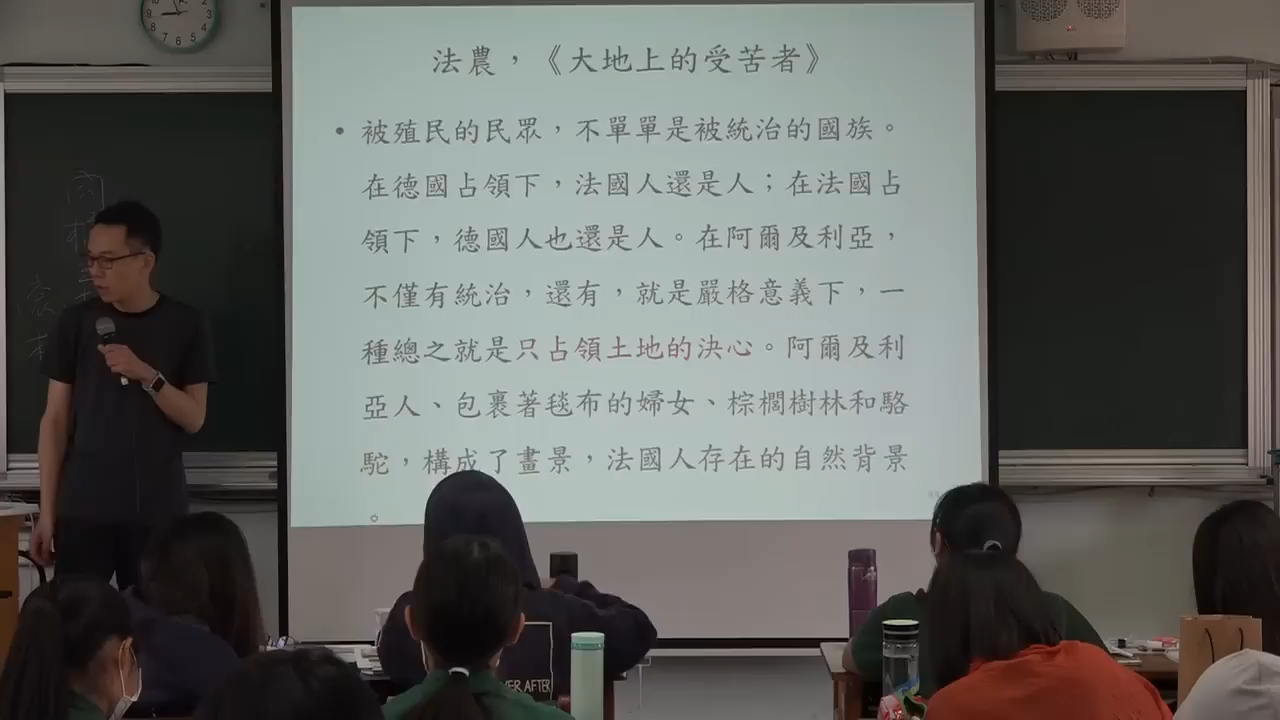 法農，《大地上的受苦者》
• 被殖民的民眾，不單單是被統治的國族。
在德國占領下，法國人還是人；在法國占
領下，德國人也還是人。在阿爾及利亞，
不僅有統治，還有，就是嚴格意義下，一
種總之就是只占領土地的決心。阿爾及利
亞人、包裹著毯布的婦女、棕櫚樹林和駱
駝，構成了畫景，法國人存在的自然背景
VER AFTER